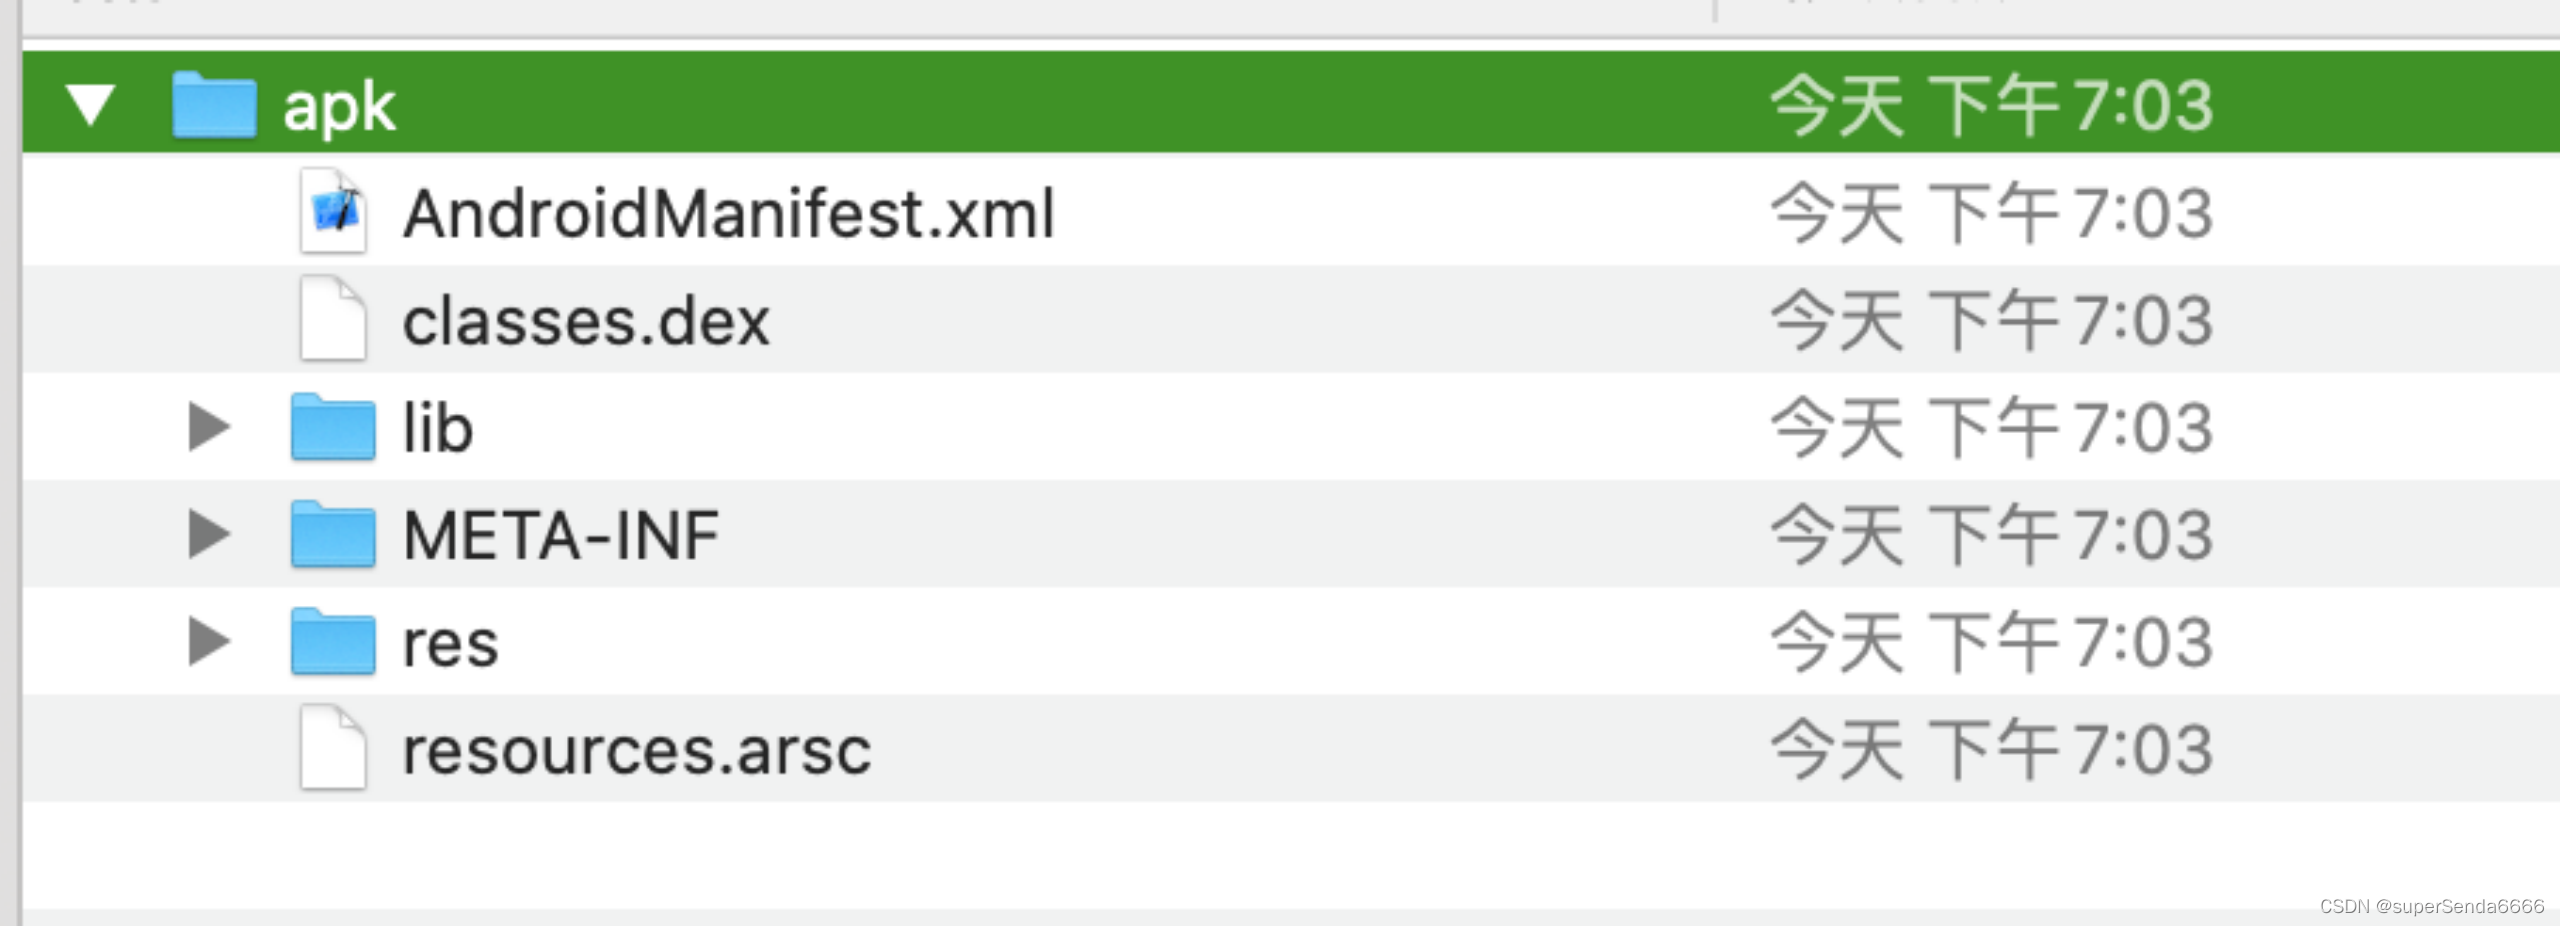 apk 今天 下午7:03
AndroidManifest.xml 今天 下午7:03
classes.dex 今天 下午7:03
lib 今天 下午7:03
META-INF 今天 下午7:03
res 今天 下午7:03
resources.arsc 今天 下午7:03
CSDN @superSenda6666